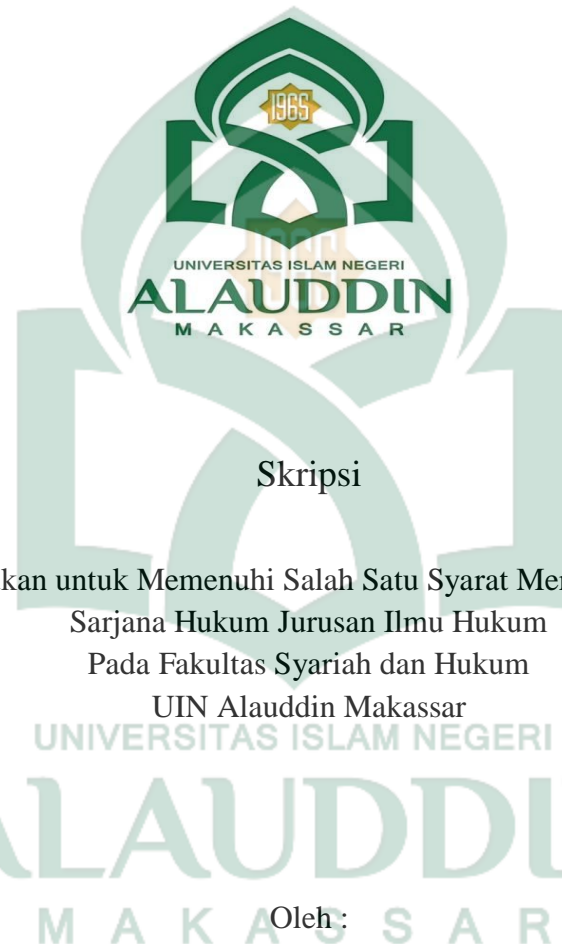 1965
UNIVERSITAS ISLAM NEGERI
ALAUDDIN
MAKASSAR
1965
Skripsi
kan untuk Memenuhi Salah Satu Syarat Me
Sarjana Hukum Jurusan Ilmu Hukum
Pada Fakultas Syariah dan Hukum
UIN Alauddin Makassar
UNIVERSITAS ISLAM NEGERI
ALAUDDI
Oleh :
MAKASSAR